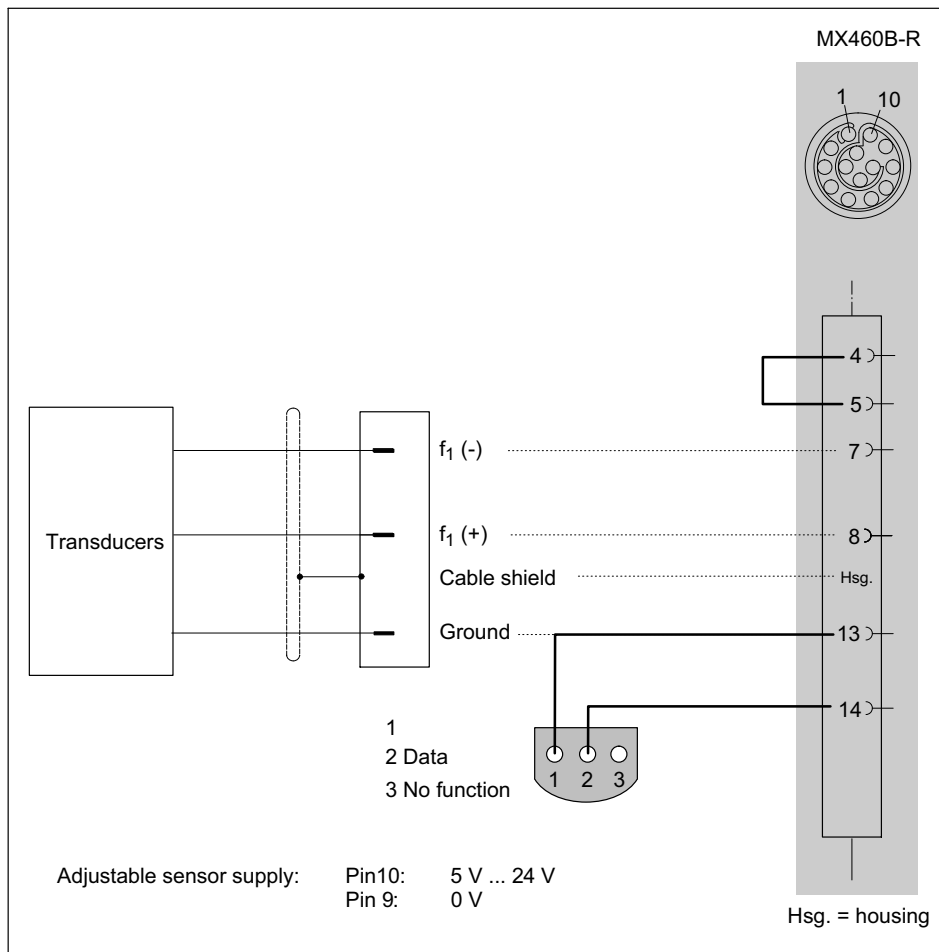 MX460B-R
1 10
4
5
f1 (-) 7
Transducers
f1 (+) 8
Cable shield Hsg.
Ground 13
14
1
2 Data
3 No function
1 2 3
Adjustable sensor supply: Pin10: 5 V ... 24 V
Pin 9: 0 V
Hsg. = housing